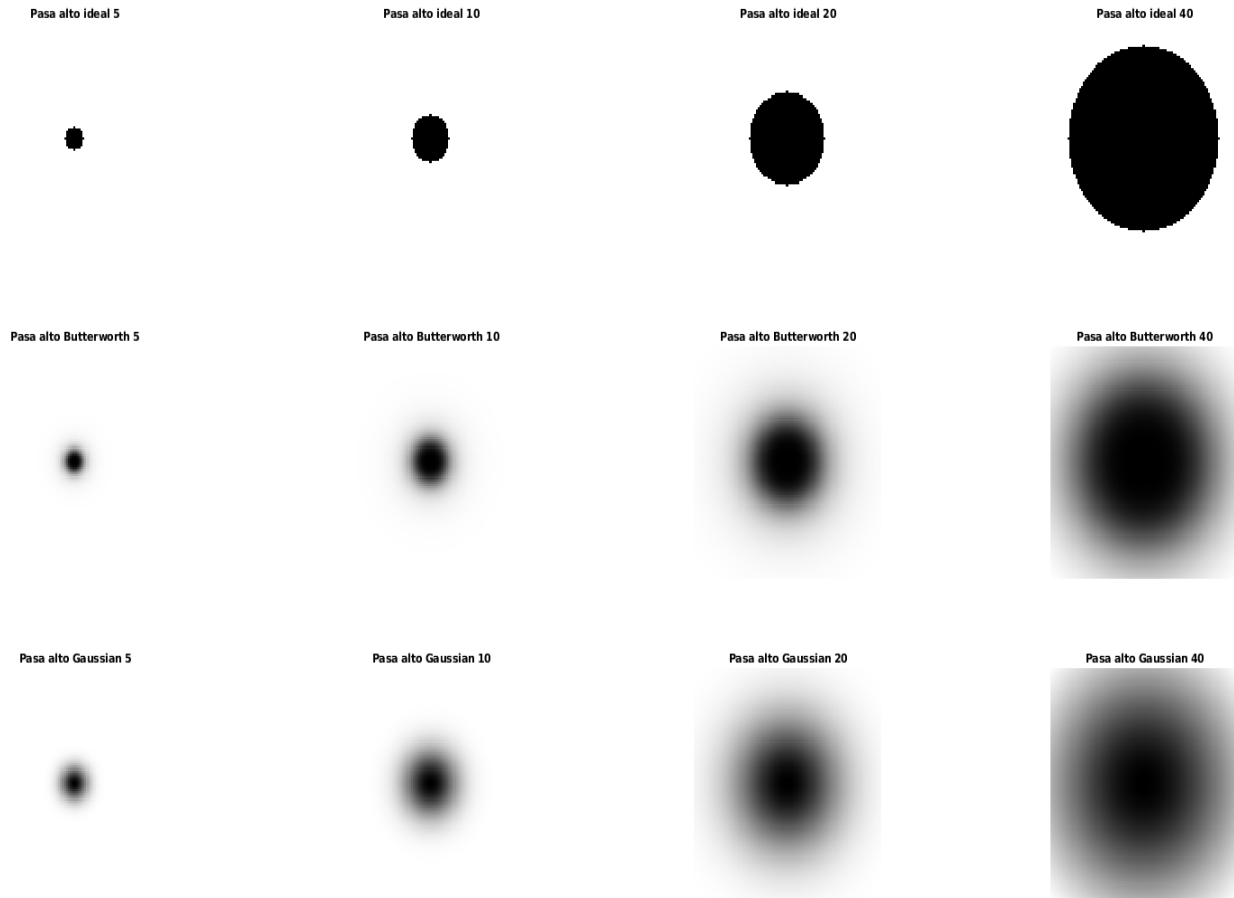 Pasa alto ideal 5
Pasa alto ideal 10
Pasa alto ideal 20
Pasa alto ideal 40
Pasa alto Butterworth 5
Pasa alto Butterworth 10
Pasa alto Butterworth 20
Pasa alto Butterworth 40
Pasa alto Gaussian 5
Pasa alto Gaussian 10
Pasa alto Gaussian 20
Pasa alto Gaussian 40